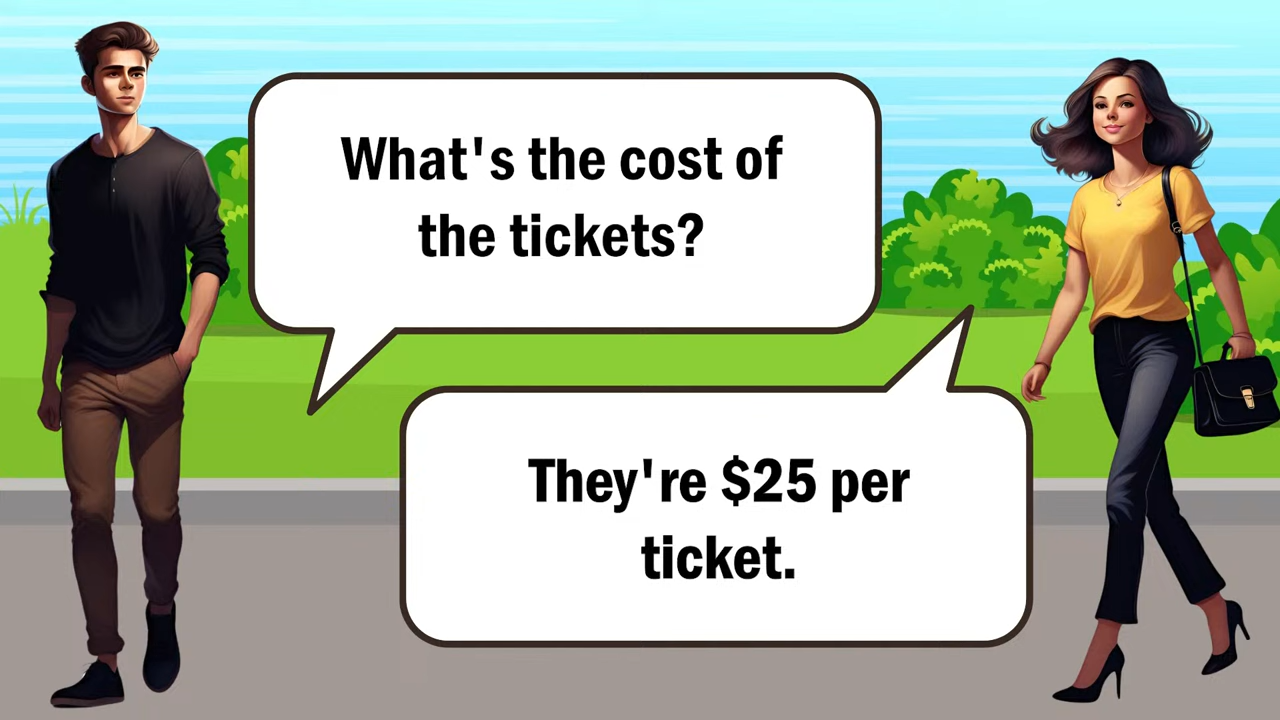 What's the cost of
the tickets?
They're $25 per
ticket.